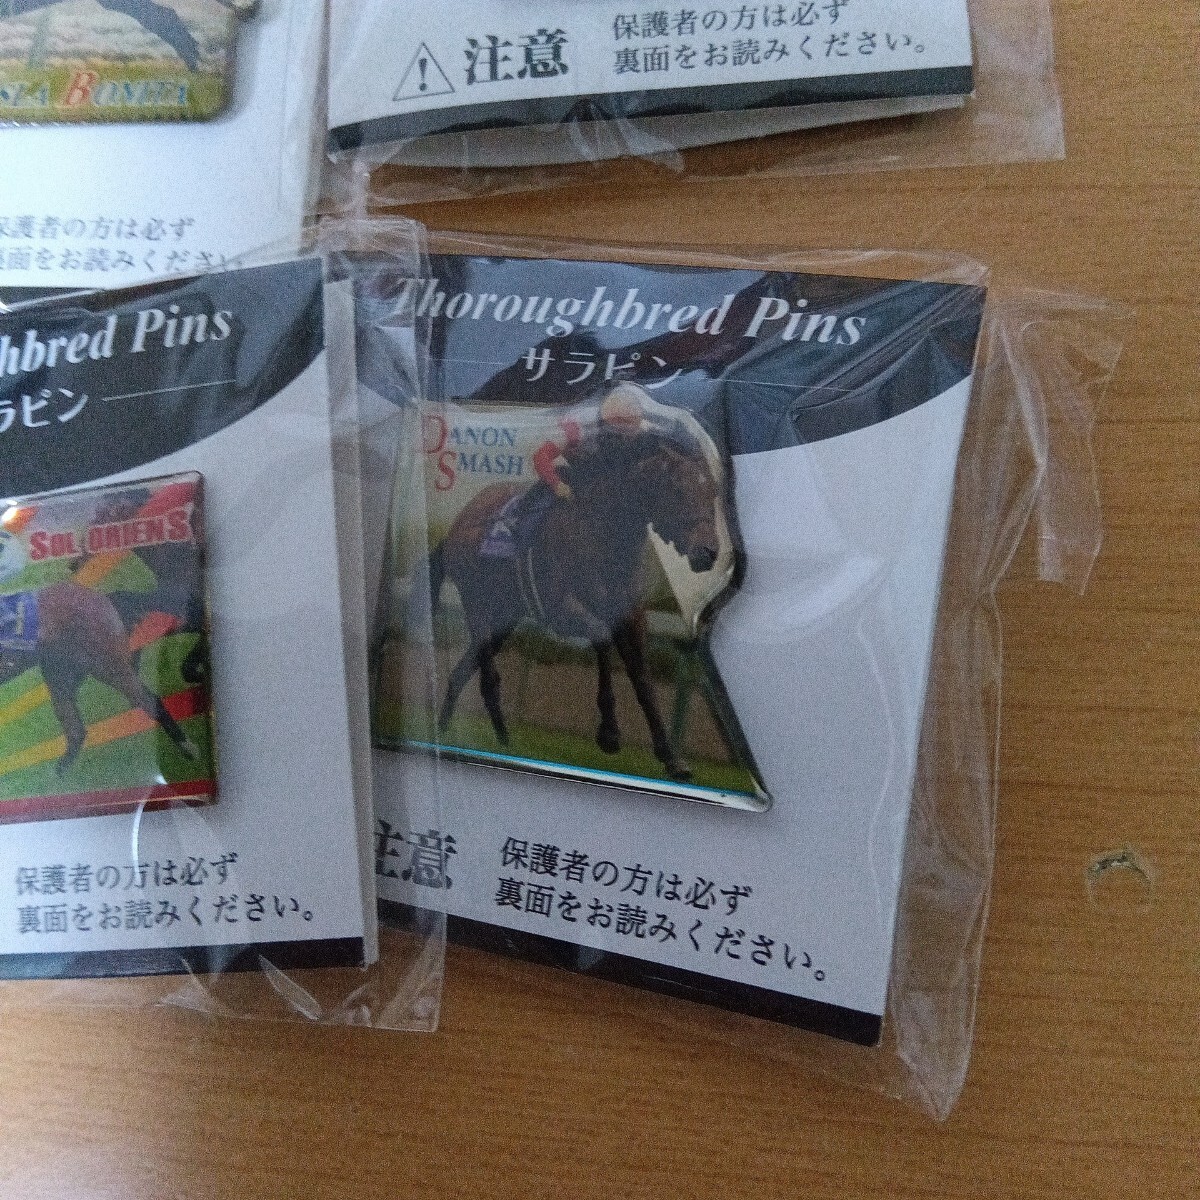 BONITA
保護者の方は必ず
面をお読みください
注意
保護者の方は必ず
裏面をお読みください。
Pins
ラピン
SOL ORIENS
保護者の方は必ず
裏面をお読みください。
Thoroughbred Pins
サラピン
DANON
SMASH
注意
保護者の方は必ず
裏面をお読みください。